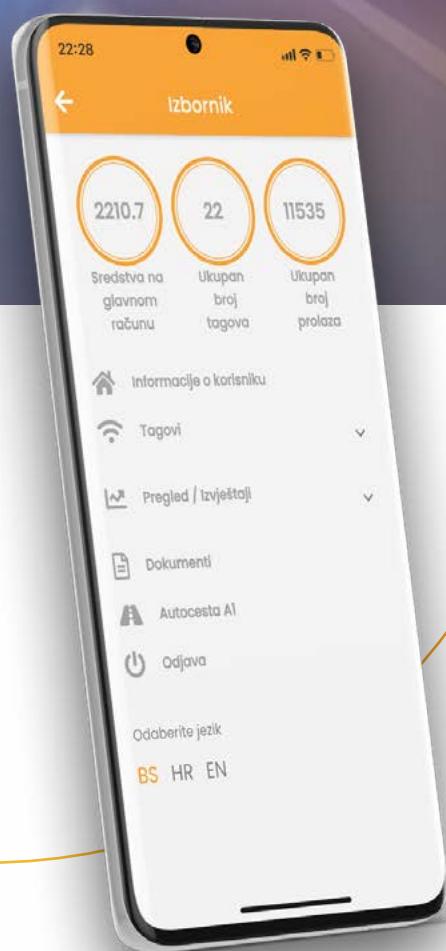 22:28
Izbornik
2210.7
22
11535
Sredstva na
glavnom
računu
Ukupan
broj
tagova
Ukupan
broj
prolaza
Informacije o korisniku
Tagovi
Pregled / Izvještaji
Dokumenti
Autocesta A1
Odjava
Odaberite jezik
BS HR EN